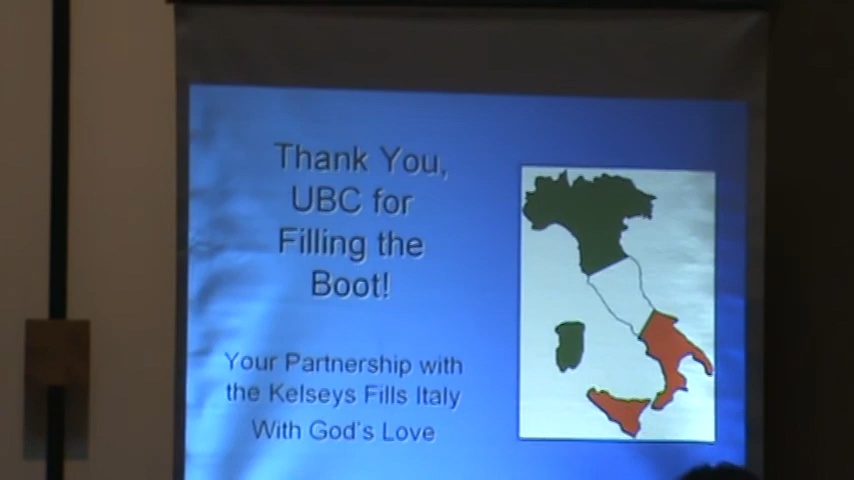 Thank You,
UBC for
Filling the
Boot!
Your Partnership with
the Kelseys Fills Italy
With God's Love